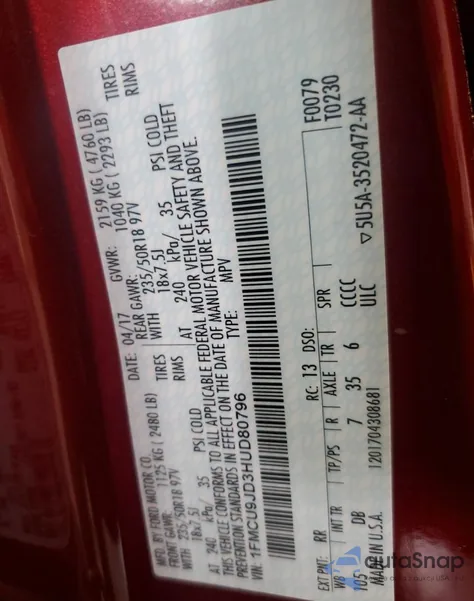 MFD. BY FORD MOTOR CO.
DATE: 04/17 GVWR: 2159 KG ( 4760 LB)
FRONT GAWR: 1125 KG ( 2480 LB) REAR GAWR: 1040 KG ( 2293 LB)
WITH 235/50R18 97V TIRES WITH 235/50R18 97V TIRES
18x7.5J RIMS 18x7.5J RIMS
AT 240 kPa/ 35 PSI COLD AT 240 kPa/ 35 PSI COLD
THIS VEHICLE CONFORMS TO ALL APPLICABLE FEDERAL MOTOR VEHICLE SAFETY AND THEFT
PREVENTION STANDARDS IN EFFECT ON THE DATE OF MANUFACTURE SHOWN ABOVE.
VIN: 1FMCU9JD3HUD80796 TYPE: MPV
F0079
T0230
EXT PNT: RR RC: 13 DSO:
WB INT TR TP/PS R AXLE TR SPR
105 DB 7 35 6 CCCC
ULC
MADE IN U.S.A. 1201704308681
▽5U5A-3520472-AA
autoSnap